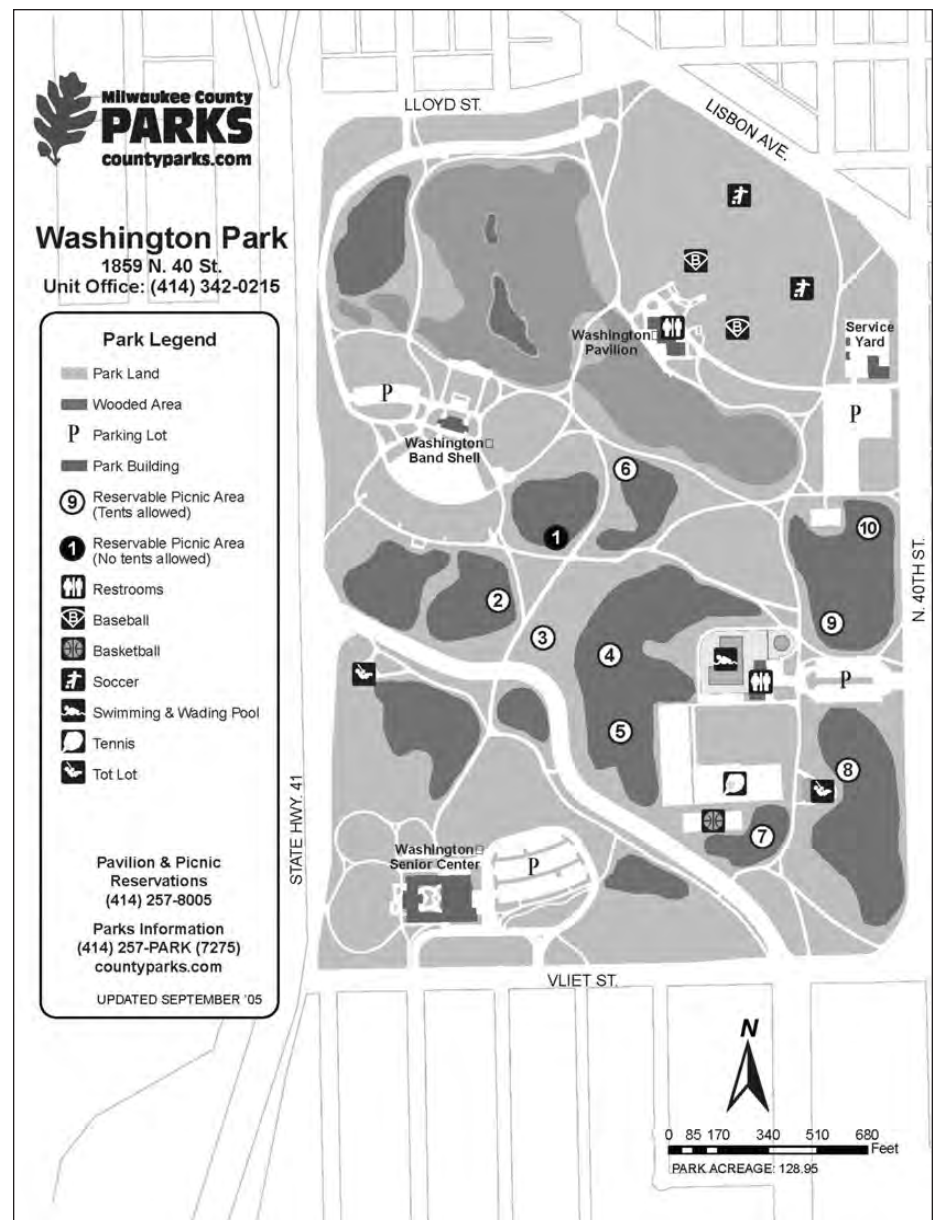 Milwaukee County
PARKS
countyparks.com
Washington Park
1859 N. 40 St.
Unit Office: (414) 342-0215
Park Legend
Park Land
Wooded Area
P Parking Lot
Park Building
9 Reservable Picnic Area
(Tents allowed)
1 Reservable Picnic Area
(No tents allowed)
Restrooms
B Baseball
Basketball
Soccer
Swimming & Wading Pool
Tennis
Tot Lot
Pavilion & Picnic
Reservations
(414) 257-8005
Parks Information
(414) 257-PARK (7275)
countyparks.com
UPDATED SEPTEMBER '05
LLOYD ST.
LISBON AVE.
B
B
Washington
Pavilion
Service
Yard
P
P
Washington
Band Shell
6
1
10
2
3
4
9
5
P
8
7
N. 40TH ST.
STATE HWY. 41
Washington
Senior Center
P
VLIET ST.
N
0 85 170 340 510 680
Feet
PARK ACREAGE: 128.95